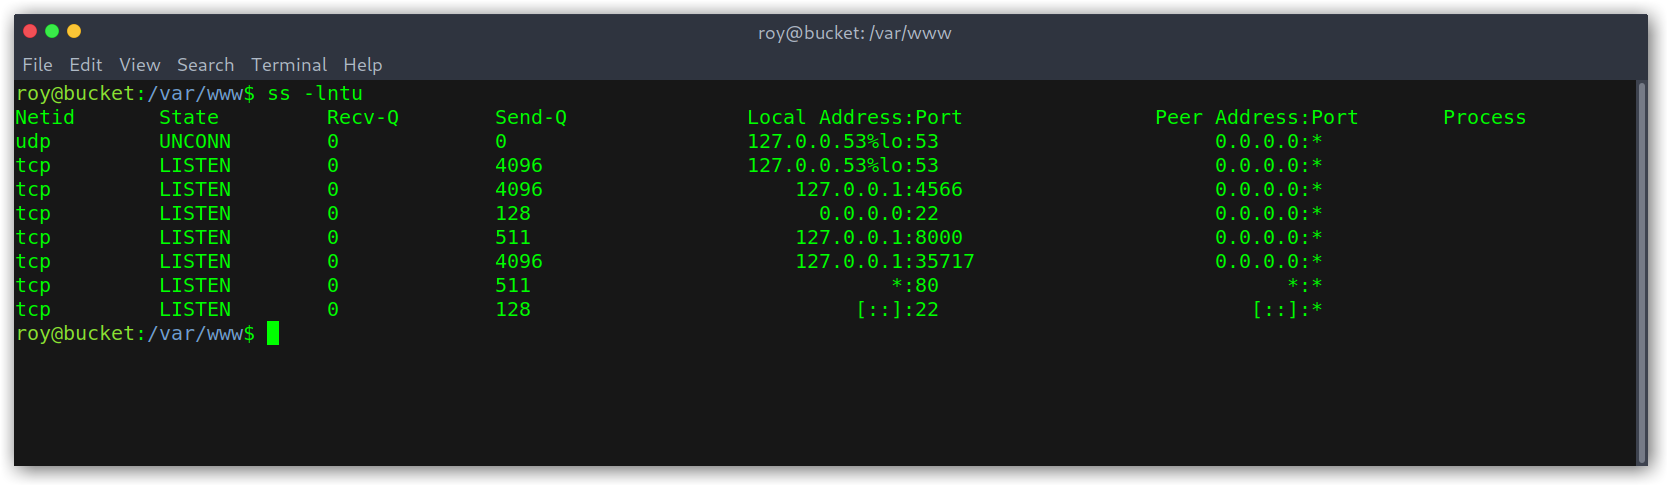 roy@bucket: /var/www
File Edit View Search Terminal Help
roy@bucket:/var/www$ ss -lntu
Netid State Recv-Q Send-Q Local Address:Port Peer Address:Port Process
udp UNCONN 0 0 127.0.0.53%lo:53 0.0.0.0:*
tcp LISTEN 0 4096 127.0.0.53%lo:53 0.0.0.0:*
tcp LISTEN 0 4096 127.0.0.1:4566 0.0.0.0:*
tcp LISTEN 0 128 0.0.0.0:22 0.0.0.0:*
tcp LISTEN 0 511 127.0.0.1:8000 0.0.0.0:*
tcp LISTEN 0 4096 127.0.0.1:35717 0.0.0.0:*
tcp LISTEN 0 511 *:80 *:*
tcp LISTEN 0 128 [::]:22 [::]:*
roy@bucket:/var/www$